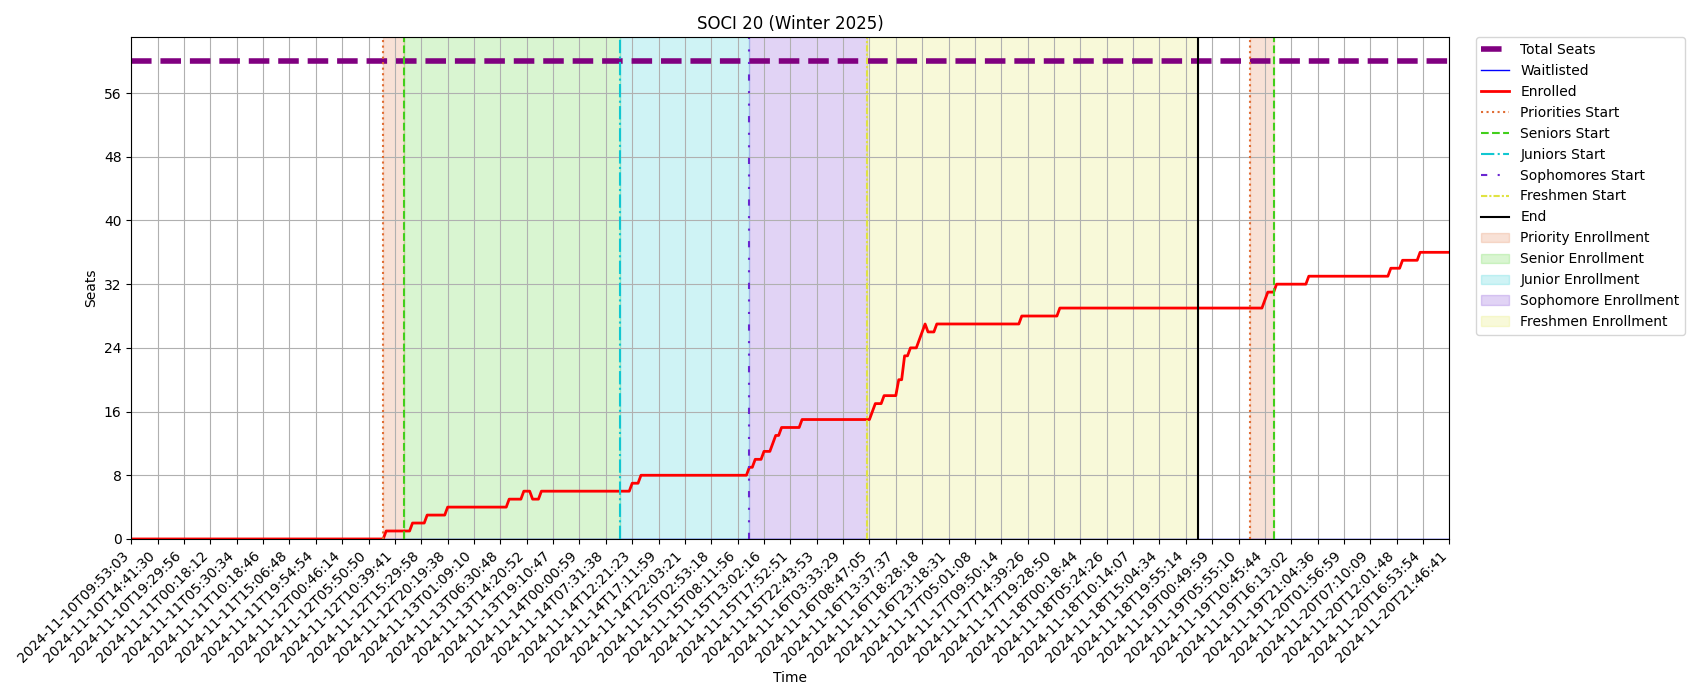 SOCI 20 (Winter 2025)
Seats
56
48
40
32
24
16
8
0
2024-11-10T09:53:03
2024-11-10T14:41:30
2024-11-10T19:29:56
2024-11-11T00:18:12
2024-11-11T05:30:34
2024-11-11T10:18:46
2024-11-11T15:06:48
2024-11-11T19:54:54
2024-11-12T00:46:14
2024-11-12T05:50:50
2024-11-12T10:39:41
2024-11-12T15:29:58
2024-11-12T20:19:38
2024-11-13T01:09:10
2024-11-13T06:30:48
2024-11-13T14:20:52
2024-11-13T19:10:47
2024-11-14T00:00:59
2024-11-14T07:31:38
2024-11-14T12:21:23
2024-11-14T17:11:59
2024-11-14T22:03:21
2024-11-15T02:53:18
2024-11-15T08:11:56
2024-11-15T13:02:16
2024-11-15T17:52:51
2024-11-15T22:43:53
2024-11-16T03:33:29
2024-11-16T08:47:05
2024-11-16T13:37:37
2024-11-16T18:28:18
2024-11-16T23:18:31
2024-11-17T05:01:08
2024-11-17T09:50:14
2024-11-17T14:39:26
2024-11-17T19:28:50
2024-11-18T00:18:44
2024-11-18T05:24:26
2024-11-18T10:14:07
2024-11-18T15:04:34
2024-11-18T19:55:14
2024-11-19T00:49:59
2024-11-19T05:55:10
2024-11-19T10:45:44
2024-11-19T16:13:02
2024-11-19T21:04:36
2024-11-20T01:56:59
2024-11-20T07:10:09
2024-11-20T12:01:48
2024-11-20T16:53:54
2024-11-20T21:46:41
Time
Total Seats
Waitlisted
Enrolled
Priorities Start
Seniors Start
Juniors Start
Sophomores Start
Freshmen Start
End
Priority Enrollment
Senior Enrollment
Junior Enrollment
Sophomore Enrollment
Freshmen Enrollment